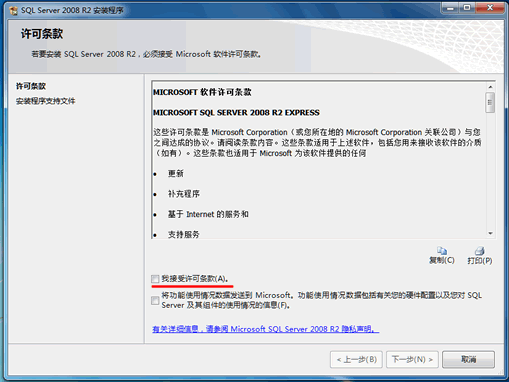 SQL Server 2008 R2 安装程序
许可条款
若要安装 SQL Server 2008 R2，必须接受 Microsoft 软件许可条款。
许可条款
安装程序支持文件
MICROSOFT 软件许可条款
MICROSOFT SQL SERVER 2008 R2 EXPRESS
这些许可条款是 Microsoft Corporation（或您所在地的 Microsoft Corporation 关联公司）与您
之间达成的协议。请阅读条款内容。这些条款适用于上述软件，包括您用来接收该软件的介质
（如有）。这些条款也适用于 Microsoft 为该软件提供的任何
• 更新
• 补充程序
• 基于 Internet 的服务和
• 支持服务
复制(C) 打印(P)
我接受许可条款(A)。
将功能使用情况数据发送到 Microsoft。功能使用情况数据包括有关您的硬件配置以及您对 SQL
Server 及其组件的使用情况的信息(F)。
有关详细信息，请参阅 Microsoft SQL Server 2008 R2 隐私声明。
< 上一步(B) 下一步(N) > 取消